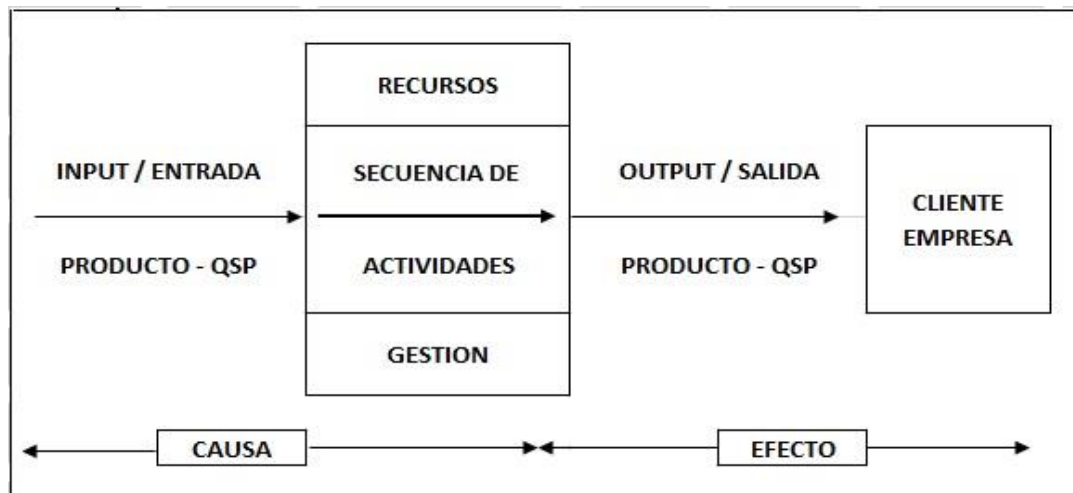 RECURSOS
INPUT / ENTRADA
PRODUCTO - QSP
SECUENCIA DE
ACTIVIDADES
GESTION
OUTPUT / SALIDA
PRODUCTO - QSP
CLIENTE
EMPRESA
CAUSA
EFECTO